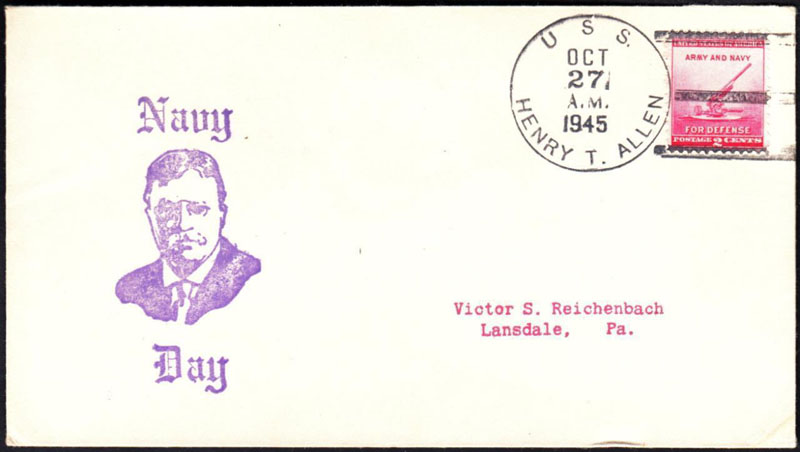 U S S.
OCT
27
A.M.
1945
HENRY T. ALLEN
UNITED STATES OF AMERICA
ARMY AND NAVY
FOR DEFENSE
POSTAGE 2 CENTS
Navy
Day
Victor S. Reichenbach
Lansdale, Pa.